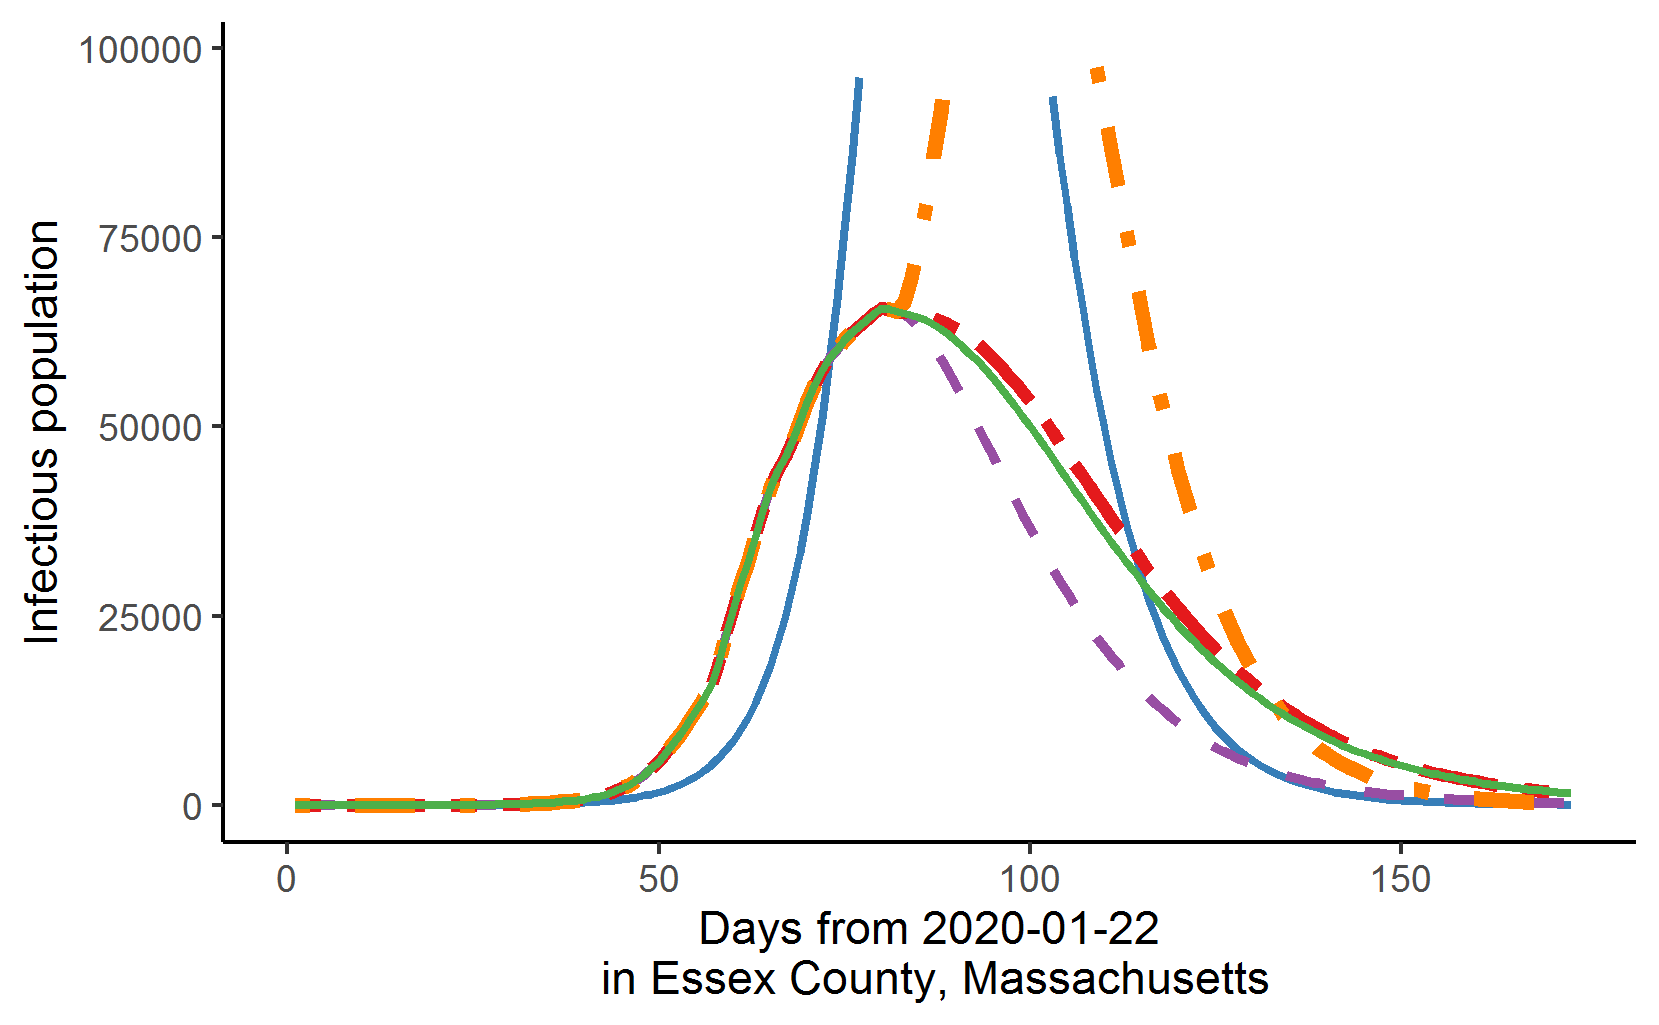 100000
75000
50000
25000
0
Infectious population
0 50 100 150
Days from 2020-01-22
in Essex County, Massachusetts